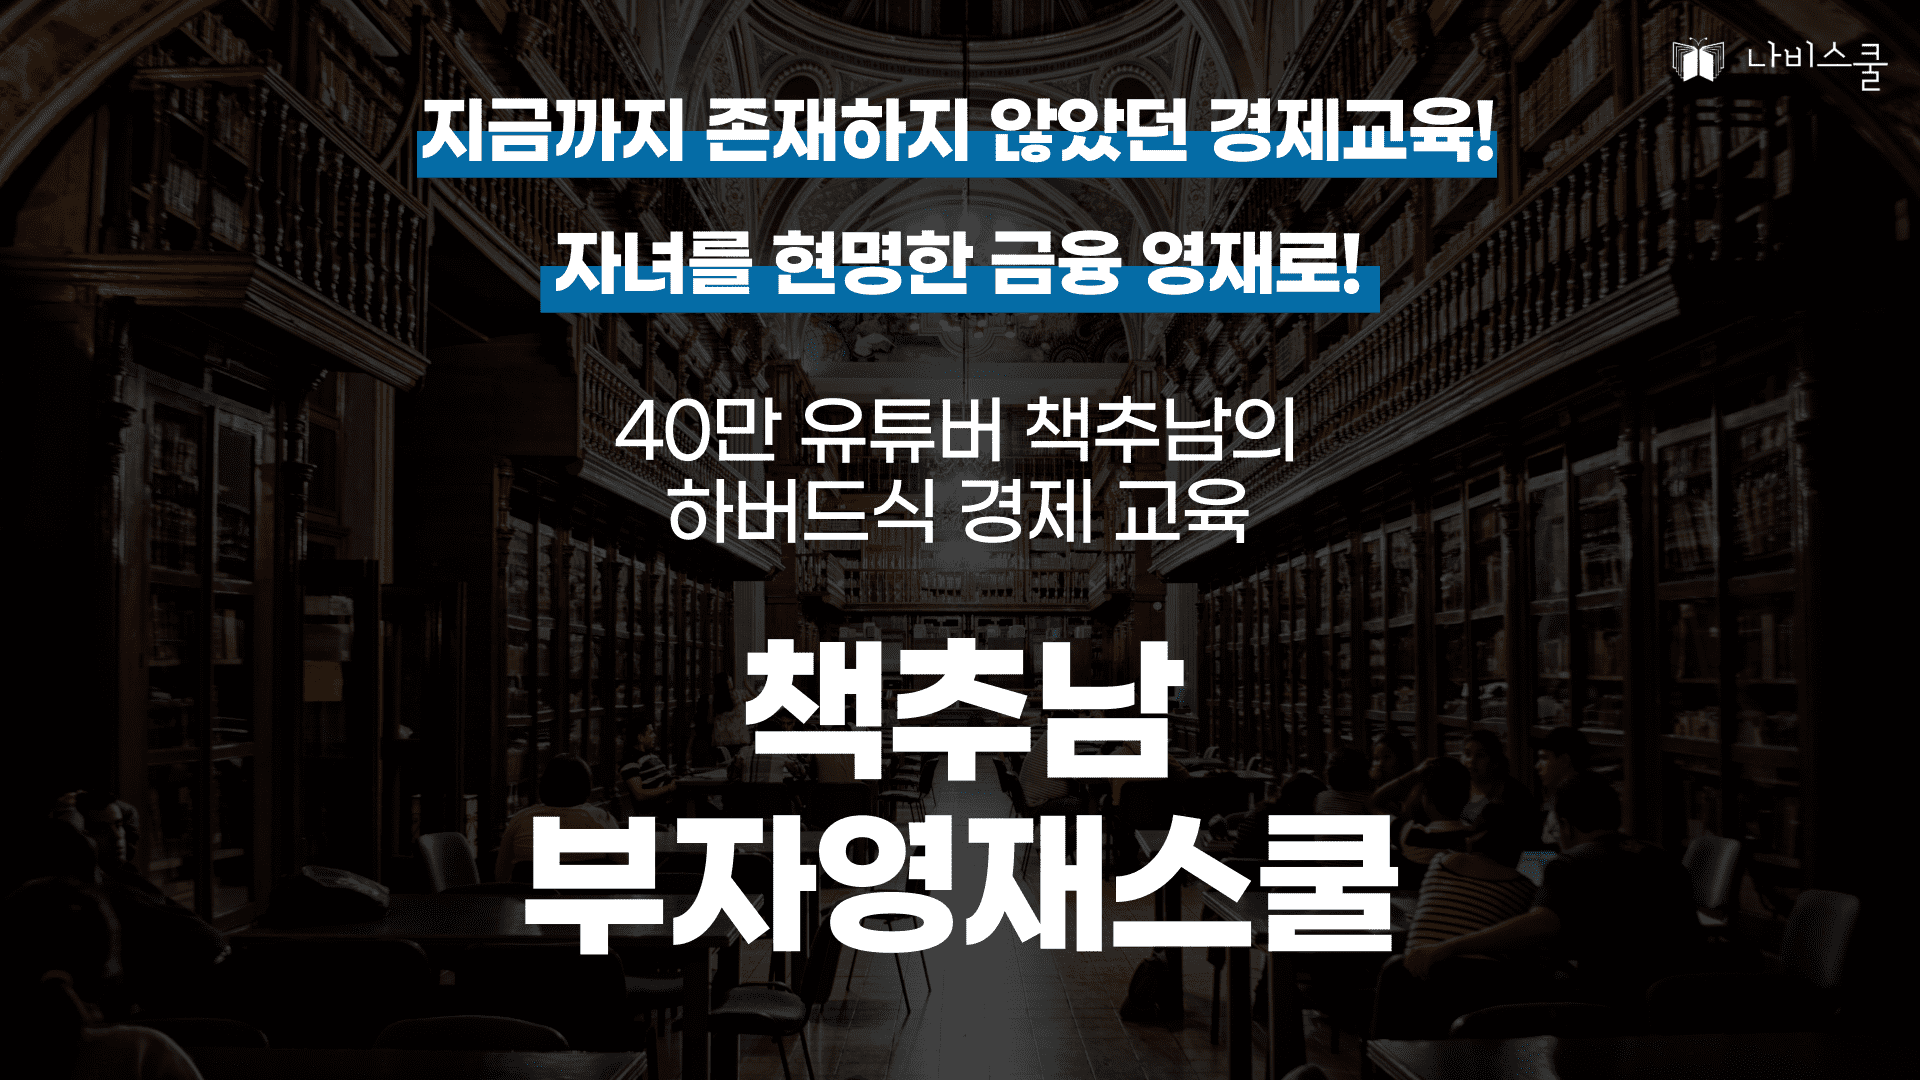 나비스쿨
지금까지 존재하지 않았던 경제교육!
자녀를 현명한 금융 영재로!
40만 유튜버 책추남의
하버드식 경제 교육
책추남
부자영재스쿨